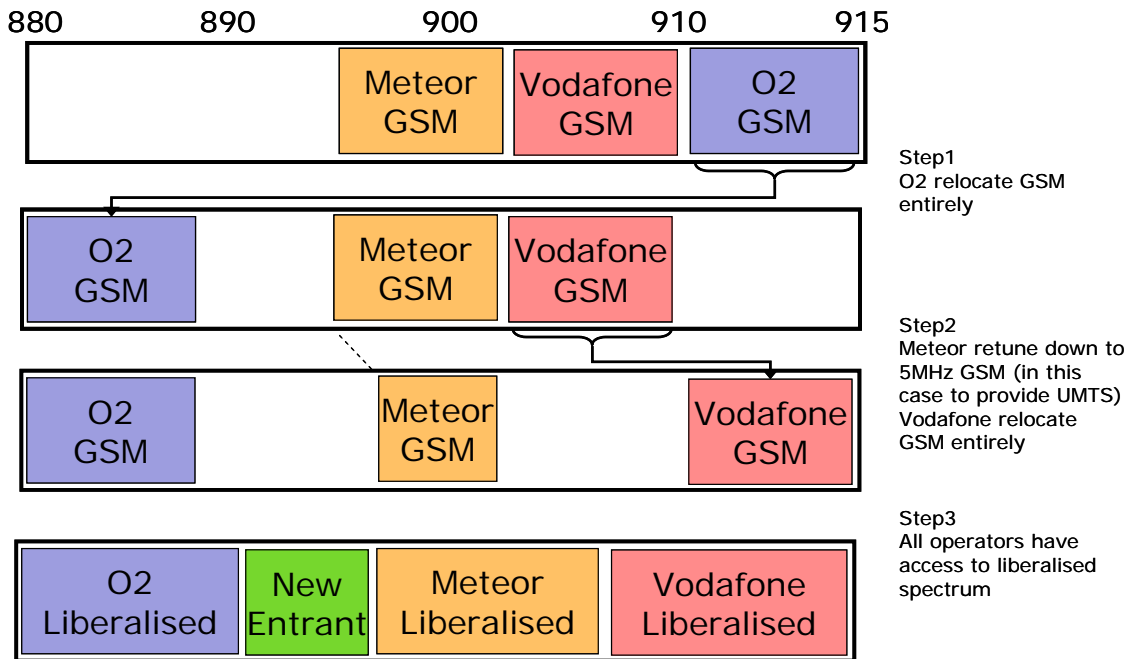 880 890 900 910 915
Meteor
GSM
Vodafone
GSM
O2
GSM
Step1
O2 relocate GSM
entirely
O2
GSM
Meteor
GSM
Vodafone
GSM
Step2
Meteor retune down to
5MHz GSM (in this
case to provide UMTS)
Vodafone relocate
GSM entirely
O2
GSM
Meteor
GSM
Vodafone
GSM
Step3
All operators have
access to liberalised
spectrum
O2
Liberalised
New
Entrant
Meteor
Liberalised
Vodafone
Liberalised